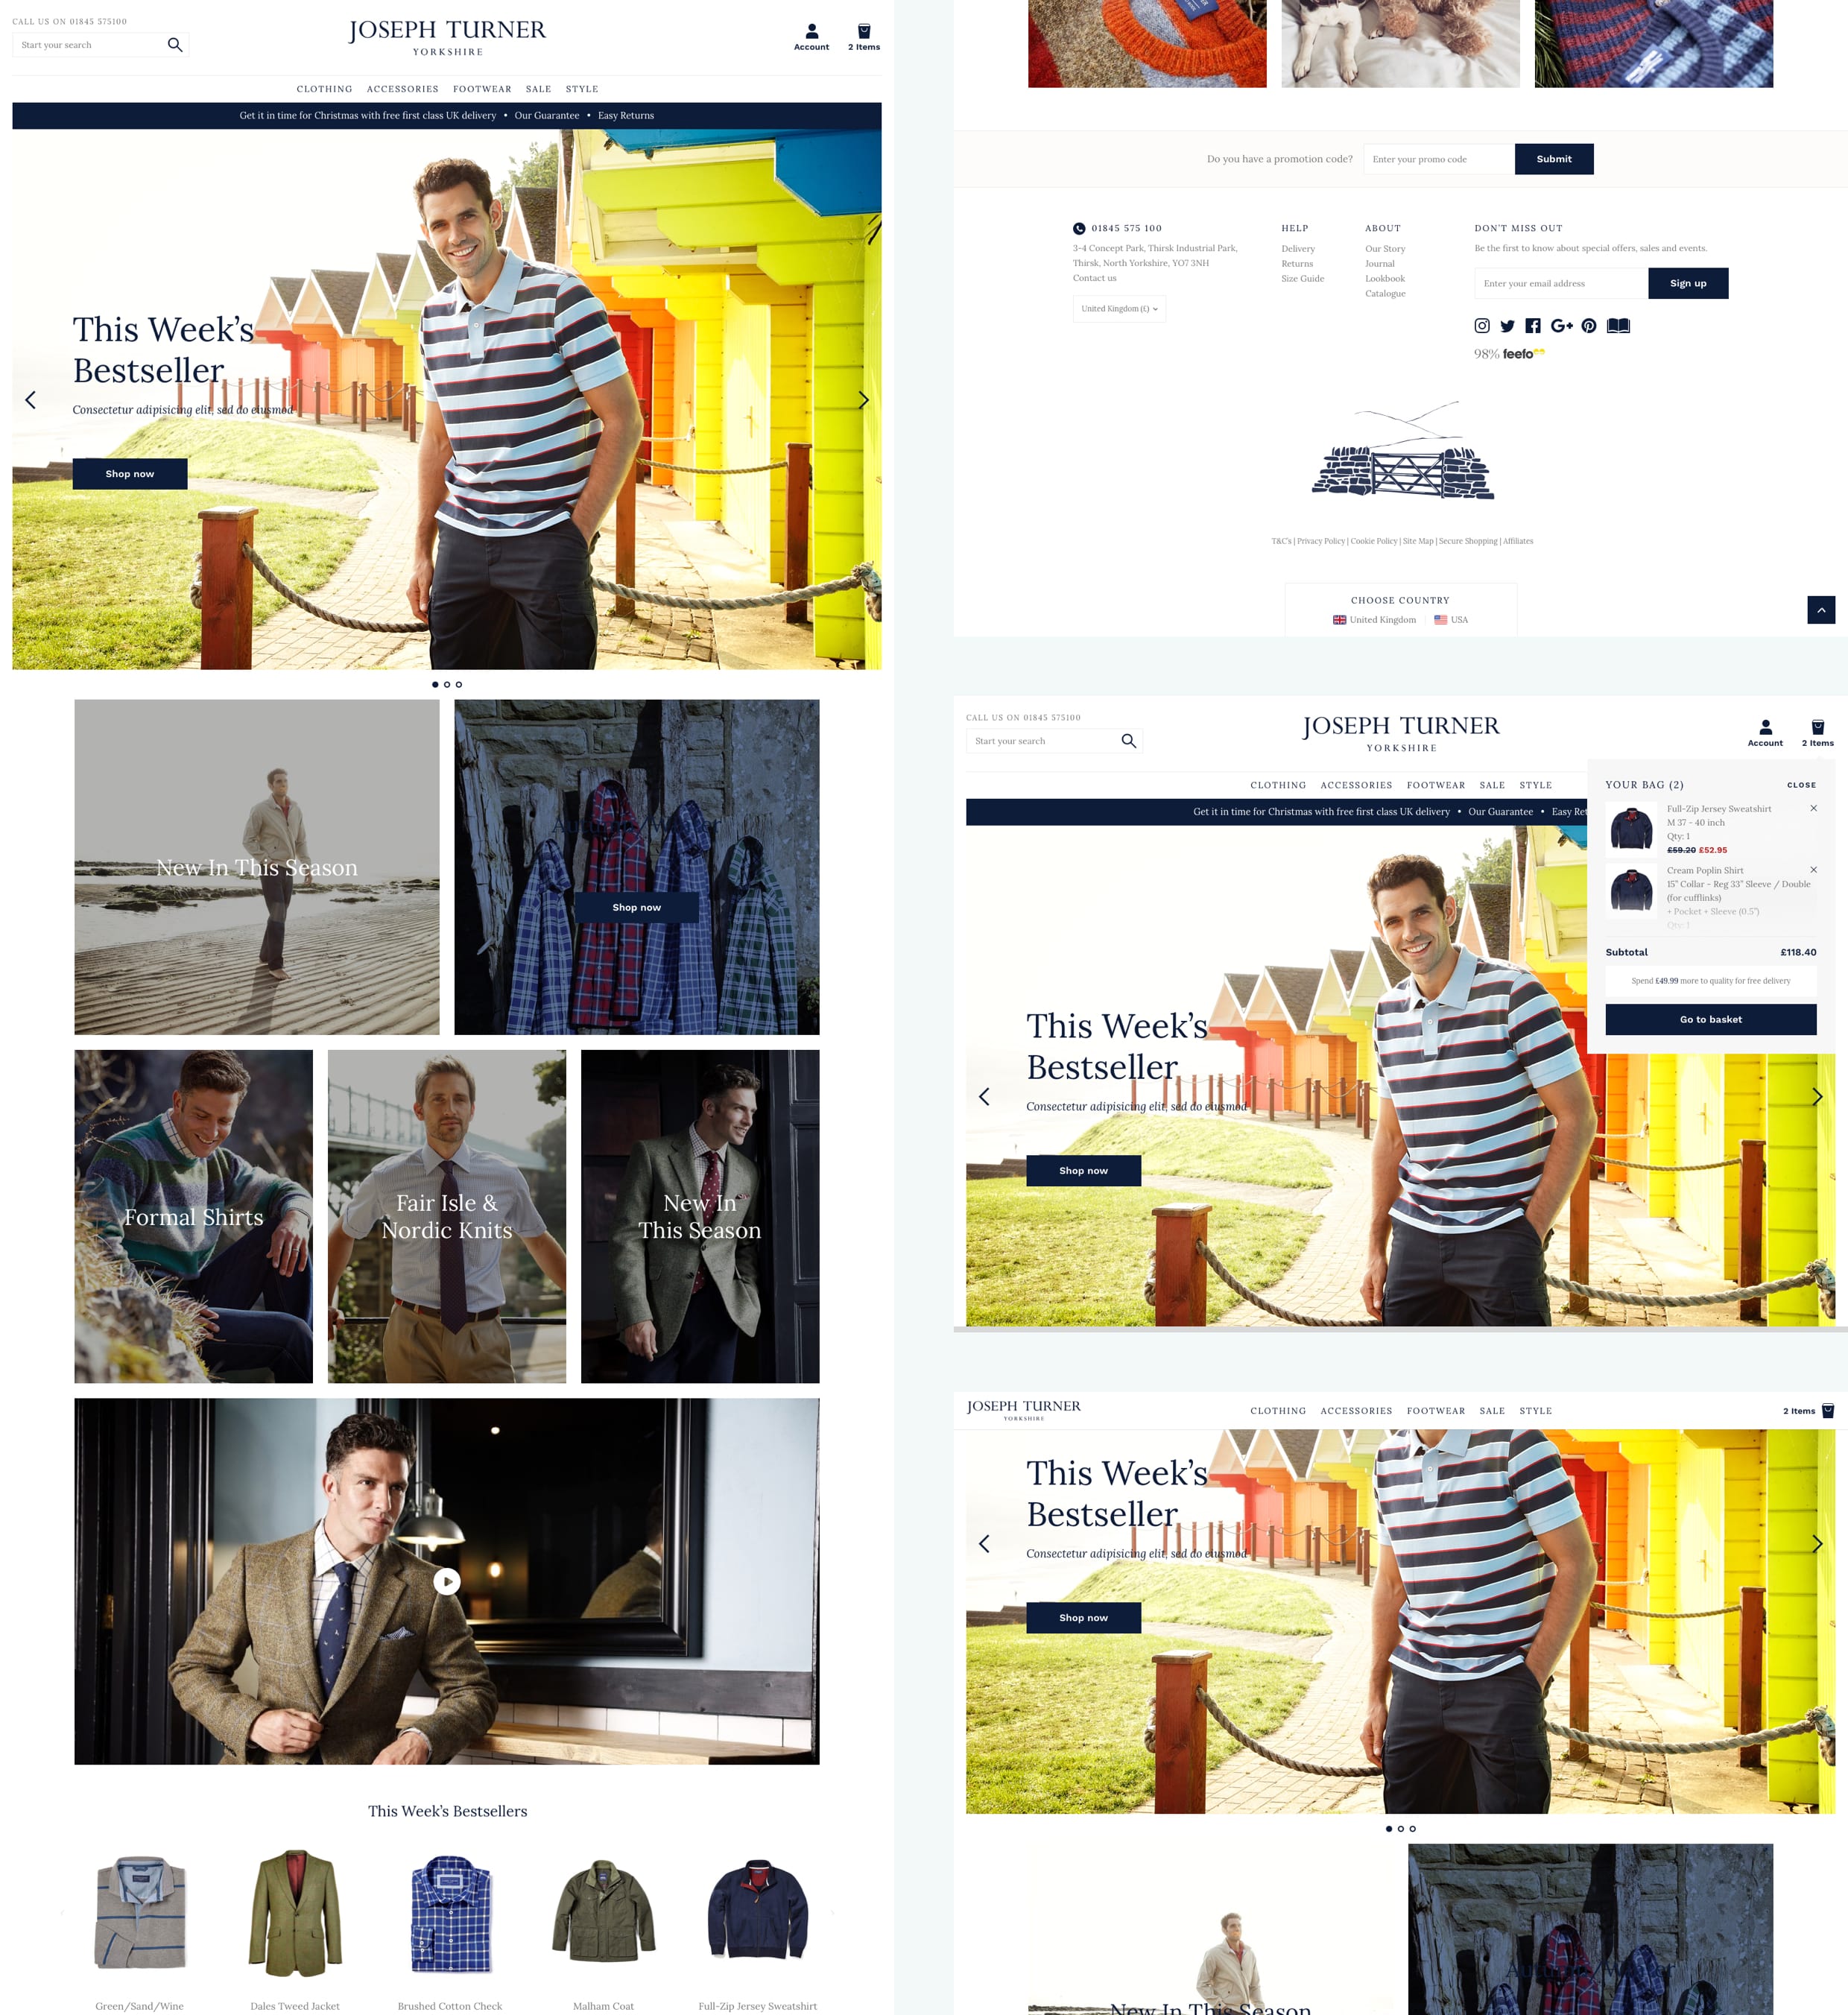 CALL US ON 01845 575100
Start your search
JOSEPH TURNER
YORKSHIRE
Account
2 Items
CLOTHING ACCESSORIES FOOTWEAR SALE STYLE
Get it in time for Christmas with free first class UK delivery • Our Guarantee • Easy Returns
This Week's
Bestseller
Consectetur adipisicing elit, sed do eiusmod
Shop now
New In This Season
Shop now
Formal Shirts
Fair Isle &
Nordic Knits
New In
This Season
This Week's Bestsellers
Green/Sand/Wine
Dales Tweed Jacket
Brushed Cotton Check
Malham Coat
Full-Zip Jersey Sweatshirt
Do you have a promotion code?
Enter your promo code
Submit
01845 575 100
3-4 Concept Park, Thirsk Industrial Park,
Thirsk, North Yorkshire, YO7 3NH
Contact us
United Kingdom (£)
HELP
Delivery
Returns
Size Guide
ABOUT
Our Story
Journal
Lookbook
Catalogue
DON'T MISS OUT
Be the first to know about special offers, sales and events.
Enter your email address
Sign up
98% feefo
T&C's | Privacy Policy | Cookie Policy | Site Map | Secure Shopping | Affiliates
CHOOSE COUNTRY
United Kingdom
USA
CALL US ON 01845 575100
Start your search
JOSEPH TURNER
YORKSHIRE
Account
2 Items
CLOTHING ACCESSORIES FOOTWEAR SALE STYLE
Get it in time for Christmas with free first class UK delivery • Our Guarantee • Easy Ret
YOUR BAG (2)
CLOSE
Full-Zip Jersey Sweatshirt
M 37 - 40 inch
Qty: 1
£59.20 £52.95
Cream Poplin Shirt
15" Collar - Reg 33" Sleeve / Double
(for cufflinks)
+ Pocket + Sleeve (0.5")
Qty: 1
Subtotal £118.40
Spend £49.99 more to quality for free delivery
Go to basket
This Week's
Bestseller
Consectetur adipisicing elit, sed do eiusmod
Shop now
JOSEPH TURNER
YORKSHIRE
CLOTHING ACCESSORIES FOOTWEAR SALE STYLE
2 Items
This Week's
Bestseller
Consectetur adipisicing elit, sed do eiusmod
Shop now
New In This Season